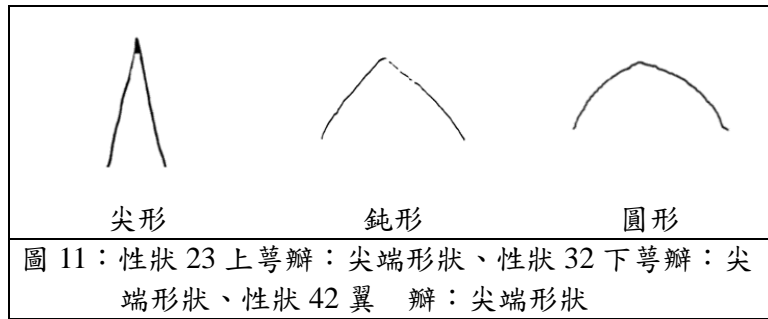 尖形 鈍形 圓形
圖 11：性狀 23 上萼瓣：尖端形狀、性狀 32 下萼瓣：尖
端形狀、性狀 42 翼　瓣：尖端形狀